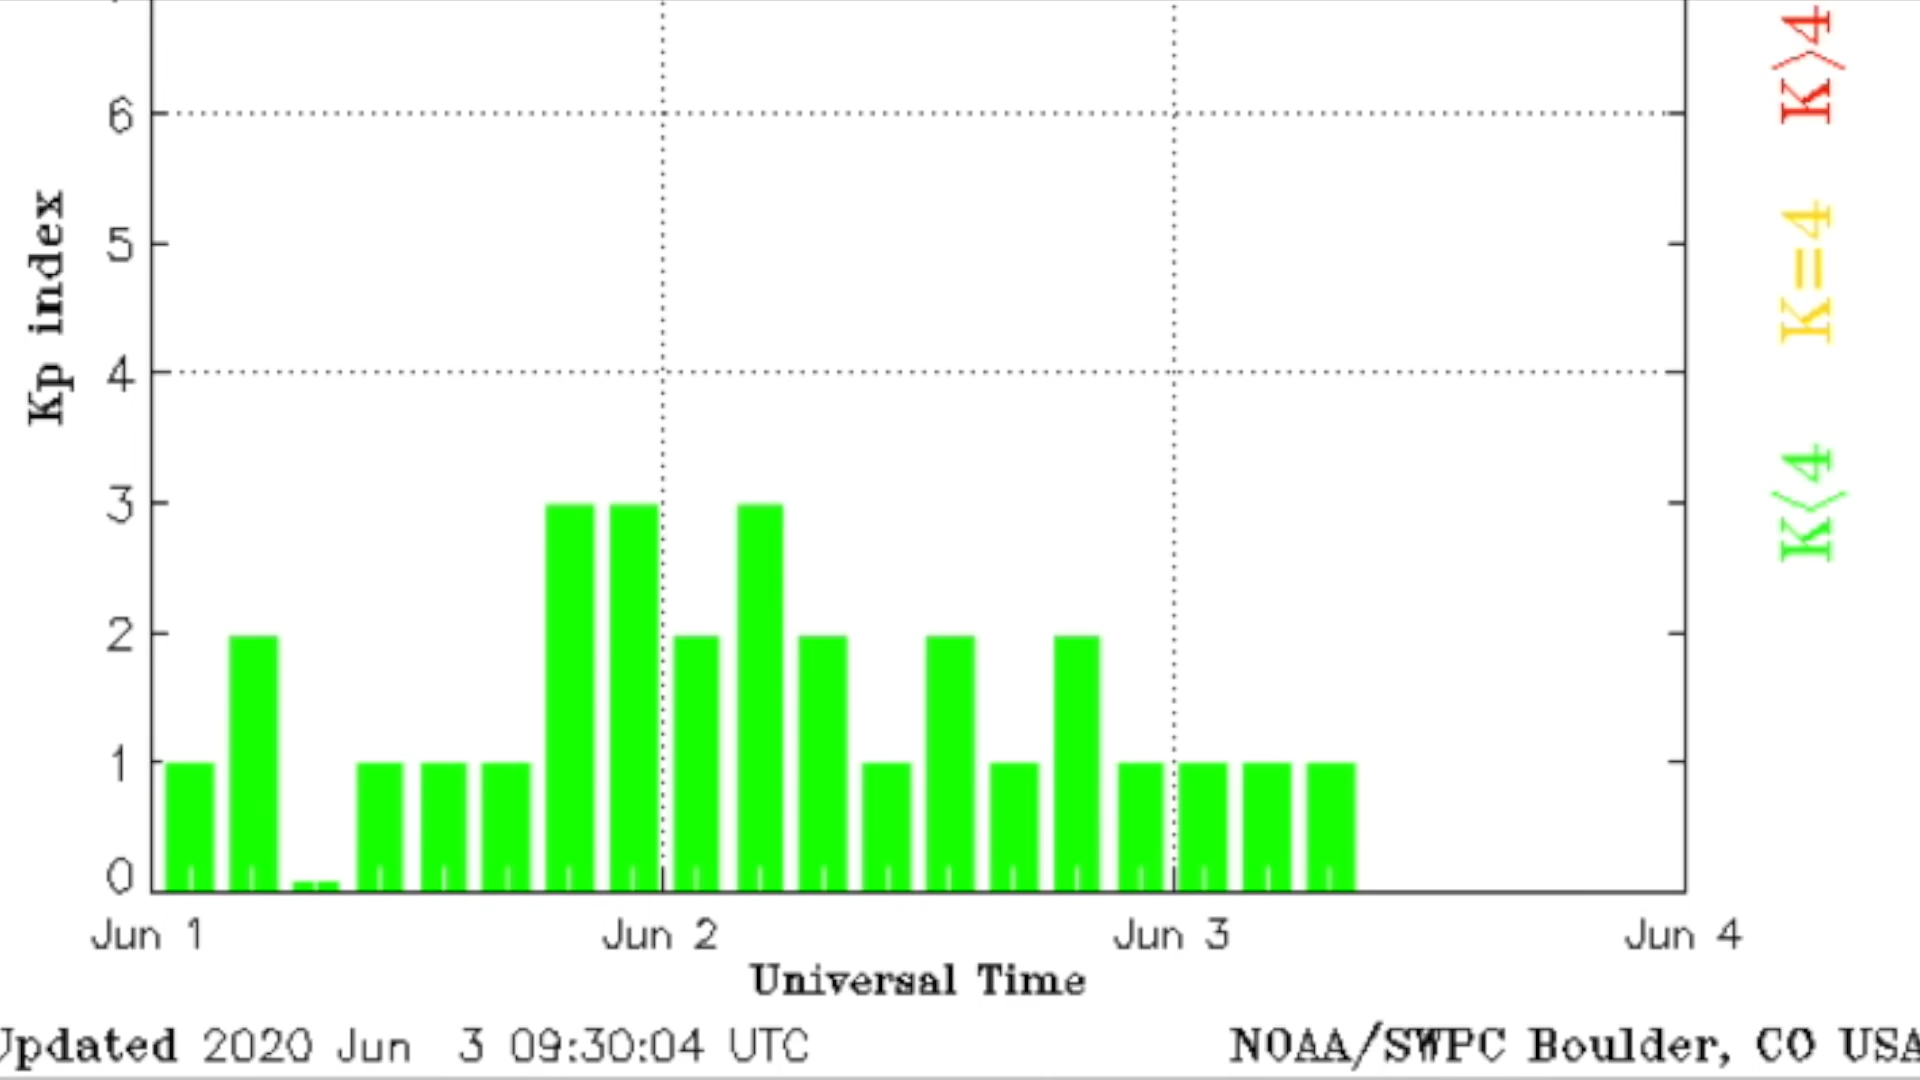 K>4
6
5
K=4
Kp index
4
3
K<4
2
1
0
Jun 1 Jun 2 Jun 3 Jun 4
Universal Time
Updated 2020 Jun 3 09:30:04 UTC NOAA/SWPC Boulder, CO USA